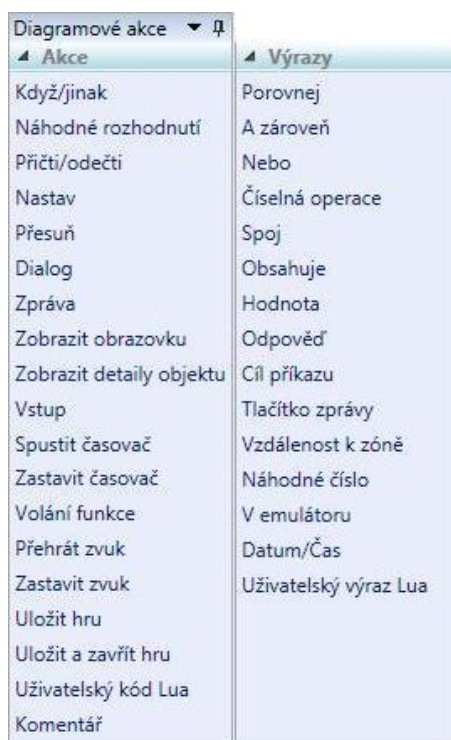 Diagramové akce
Akce
Když/jinak
Náhodné rozhodnutí
Přičti/odečti
Nastav
Přesuň
Dialog
Zpráva
Zobrazit obrazovku
Zobrazit detaily objektu
Vstup
Spustit časovač
Zastavit časovač
Volání funkce
Přehrát zvuk
Zastavit zvuk
Uložit hru
Uložit a zavřít hru
Uživatelský kód Lua
Komentář
Výrazy
Porovnej
A zároveň
Nebo
Číselná operace
Spoj
Obsahuje
Hodnota
Odpověď
Cíl příkazu
Tlačítko zprávy
Vzdálenost k zóně
Náhodné číslo
V emulátoru
Datum/Čas
Uživatelský výraz Lua